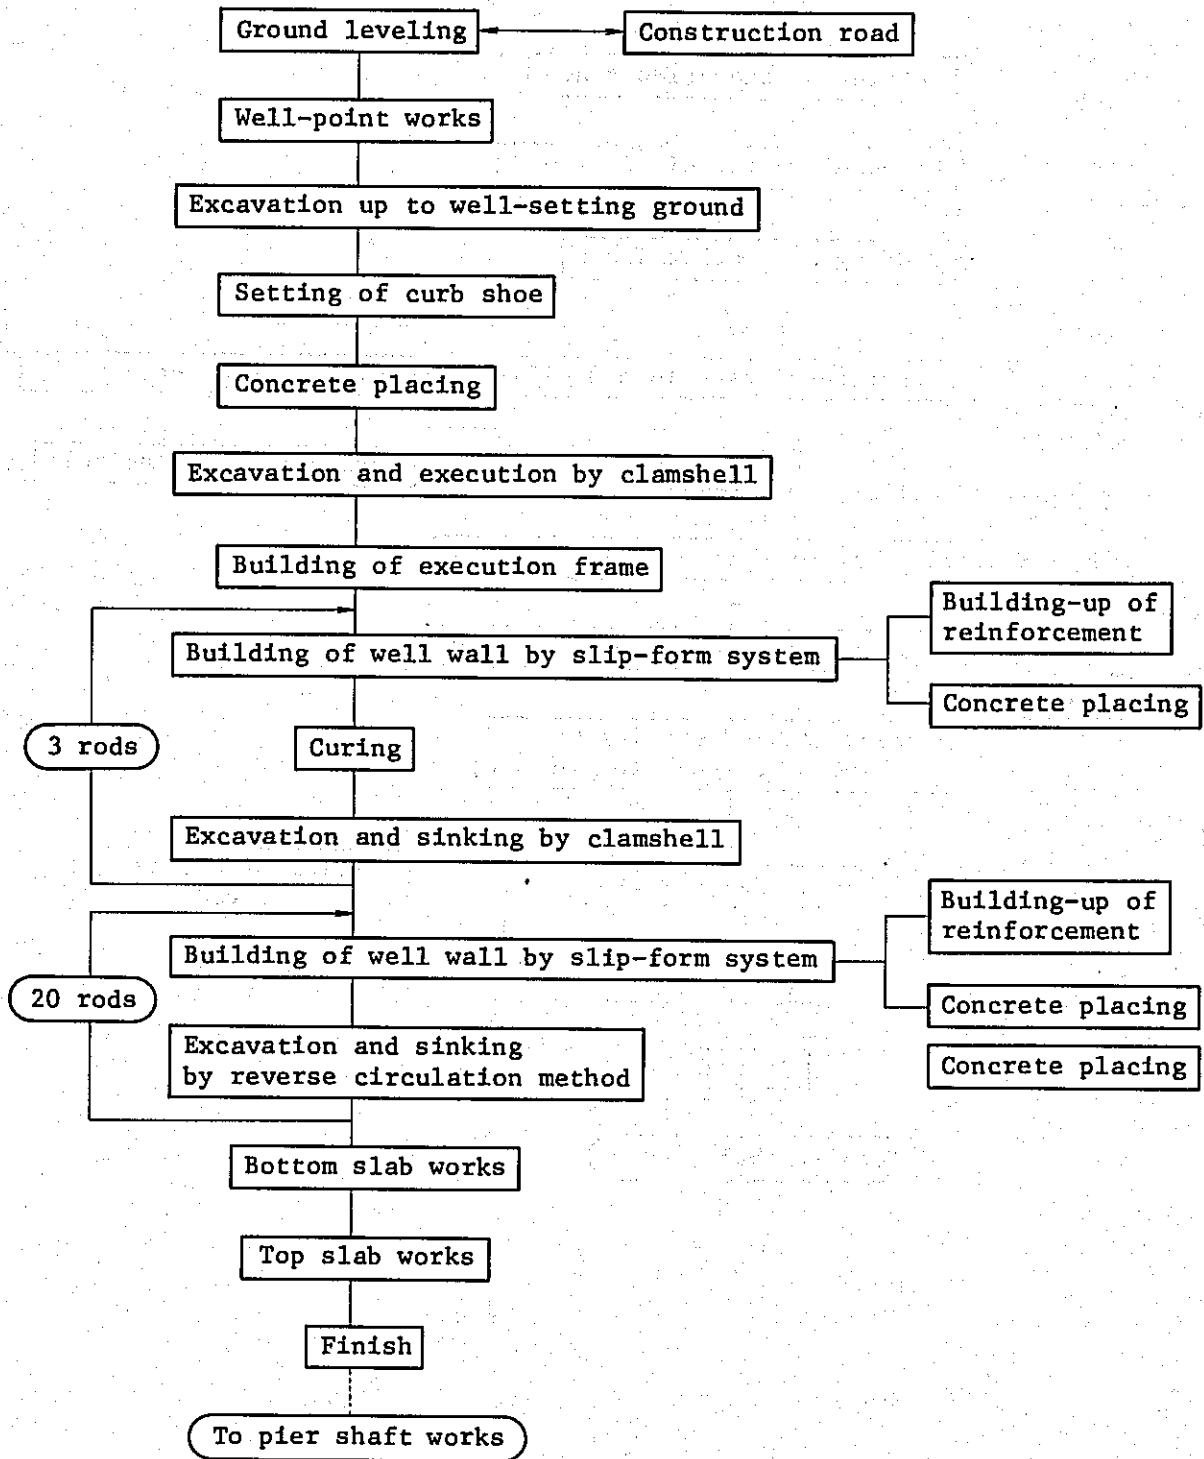 Ground leveling
Construction road
Well-point works
Excavation up to well-setting ground
Setting of curb shoe
Concrete placing
Excavation and execution by clamshell
Building of execution frame
Building of well wall by slip-form system
Building-up of
reinforcement
Concrete placing
3 rods
Curing
Excavation and sinking by clamshell
Building of well wall by slip-form system
Building-up of
reinforcement
Concrete placing
Concrete placing
20 rods
Excavation and sinking
by reverse circulation method
Bottom slab works
Top slab works
Finish
To pier shaft works